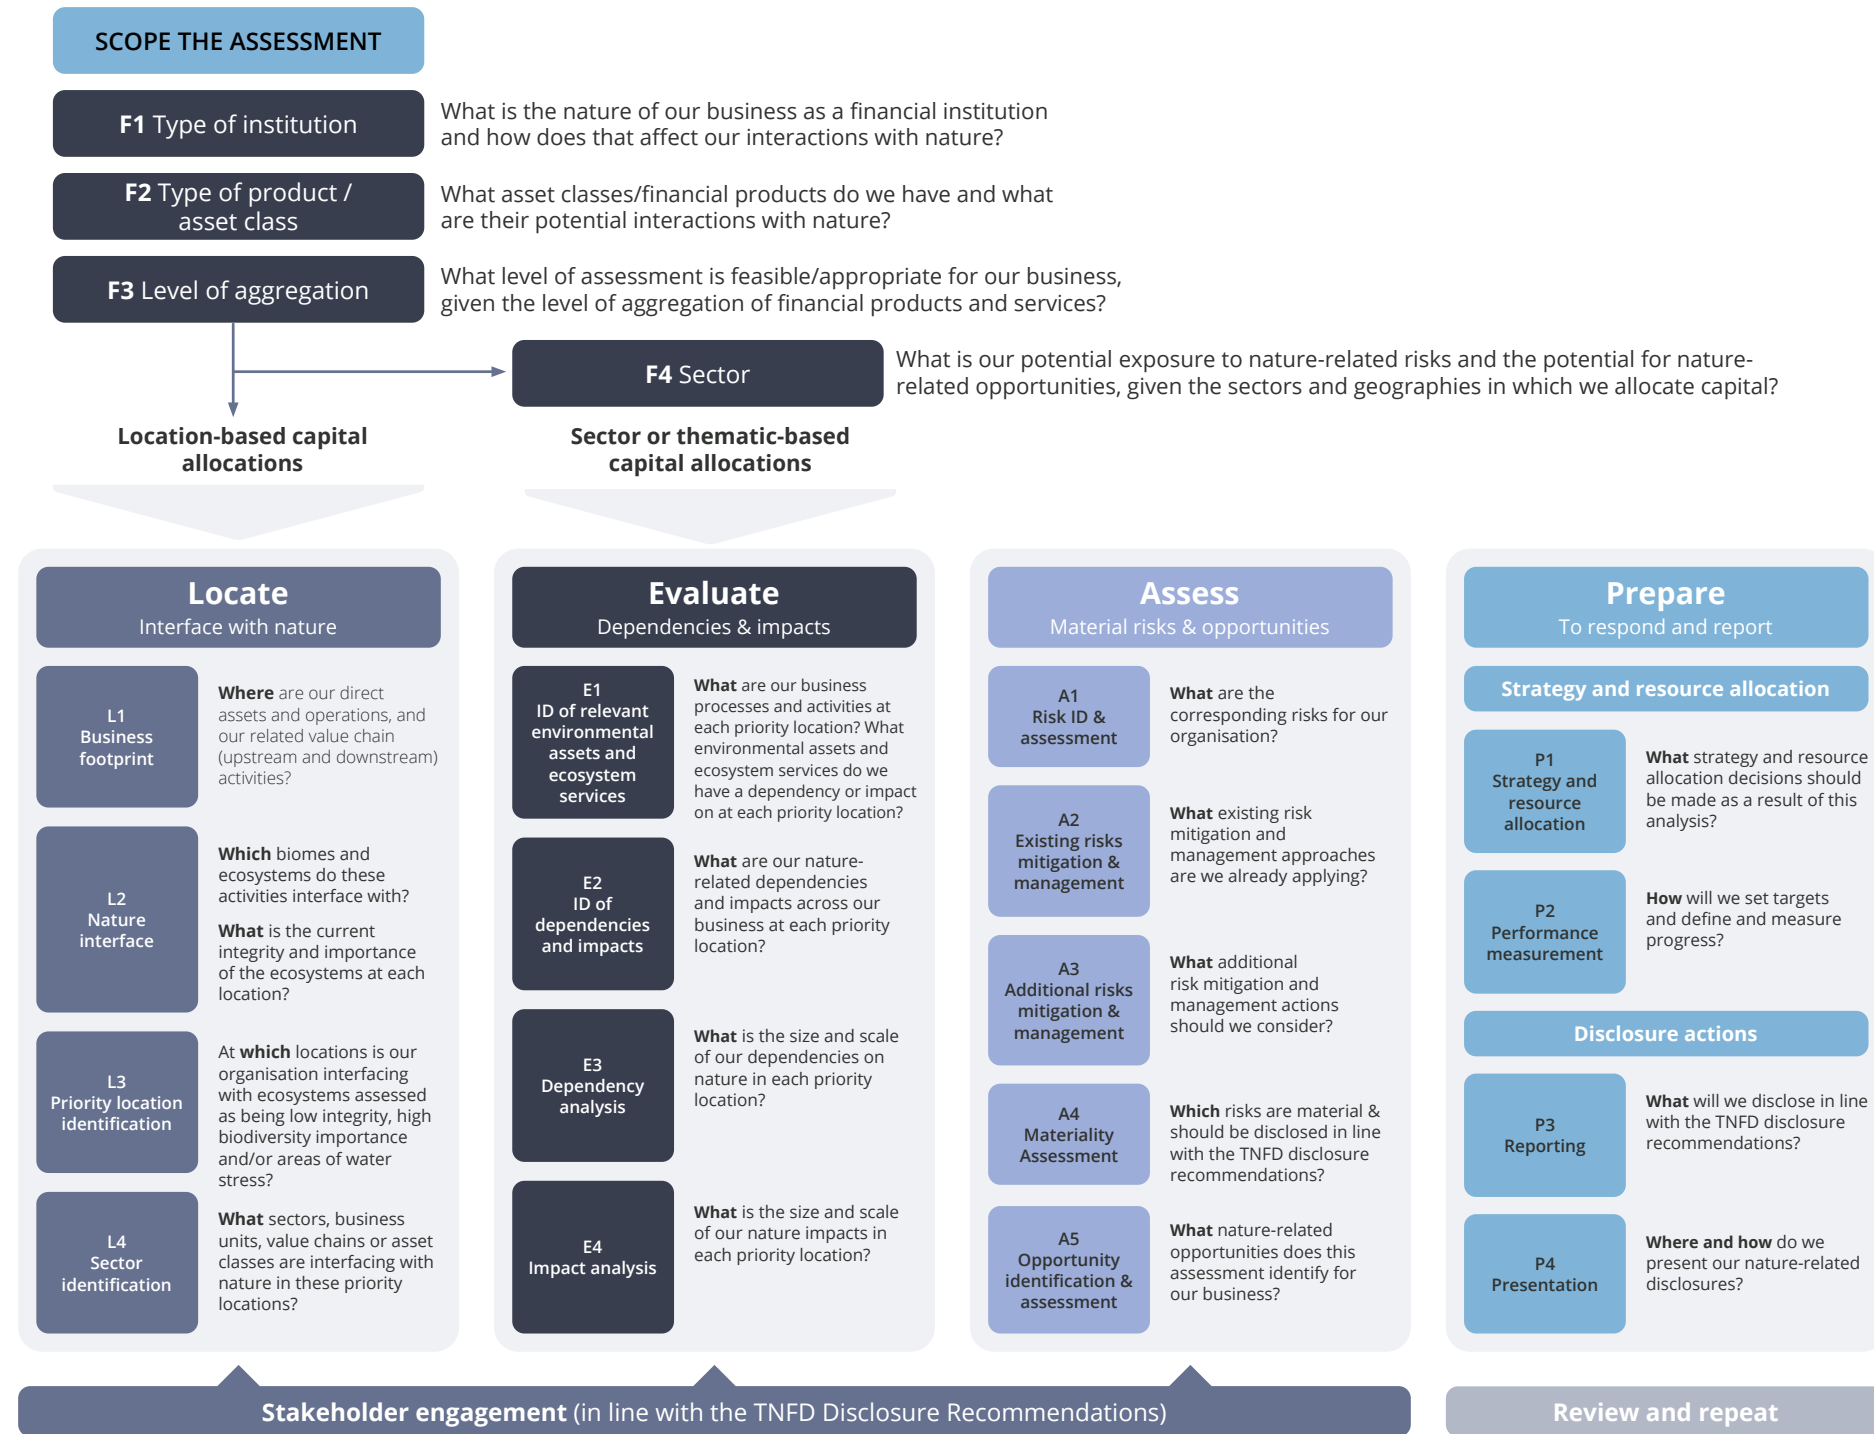 SCOPE THE ASSESSMENT
F1 Type of institution
What is the nature of our business as a financial institution
and how does that affect our interactions with nature?
F2 Type of product /
asset class
What asset classes/financial products do we have and what
are their potential interactions with nature?
F3 Level of aggregation
What level of assessment is feasible/appropriate for our business,
given the level of aggregation of financial products and services?
F4 Sector
What is our potential exposure to nature-related risks and the potential for nature-
related opportunities, given the sectors and geographies in which we allocate capital?
Location-based capital
allocations
Sector or thematic-based
capital allocations
Locate
Interface with nature
L1
Business
footprint
Where are our direct
assets and operations, and
our related value chain
(upstream and downstream)
activities?
L2
Nature
interface
Which biomes and
ecosystems do these
activities interface with?
What is the current
integrity and importance
of the ecosystems at each
location?
L3
Priority location
identification
At which locations is our
organisation interfacing
with ecosystems assessed
as being low integrity, high
biodiversity importance
and/or areas of water
stress?
L4
Sector
identification
What sectors, business
units, value chains or asset
classes are interfacing with
nature in these priority
locations?
Evaluate
Dependencies & impacts
E1
ID of relevant
environmental
assets and
ecosystem
services
What are our business
processes and activities at
each priority location? What
environmental assets and
ecosystem services do we
have a dependency or impact
on at each priority location?
E2
ID of
dependencies
and impacts
What are our nature-
related dependencies
and impacts across our
business at each priority
location?
E3
Dependency
analysis
What is the size and scale
of our dependencies on
nature in each priority
location?
E4
Impact analysis
What is the size and scale
of our nature impacts in
each priority location?
Assess
Material risks & opportunities
A1
Risk ID &
assessment
What are the
corresponding risks for our
organisation?
A2
Existing risks
mitigation &
management
What existing risk
mitigation and
management approaches
are we already applying?
A3
Additional risks
mitigation &
management
What additional
risk mitigation and
management actions
should we consider?
A4
Materiality
Assessment
Which risks are material &
should be disclosed in line
with the TNFD disclosure
recommendations?
A5
Opportunity
identification &
assessment
What nature-related
opportunities does this
assessment identify for
our business?
Prepare
To respond and report
Strategy and resource allocation
P1
Strategy and
resource
allocation
What strategy and resource
allocation decisions should
be made as a result of this
analysis?
P2
Performance
measurement
How will we set targets
and define and measure
progress?
Disclosure actions
P3
Reporting
What will we disclose in line
with the TNFD disclosure
recommendations?
P4
Presentation
Where and how do we
present our nature-related
disclosures?
Stakeholder engagement (in line with the TNFD Disclosure Recommendations)
Review and repeat